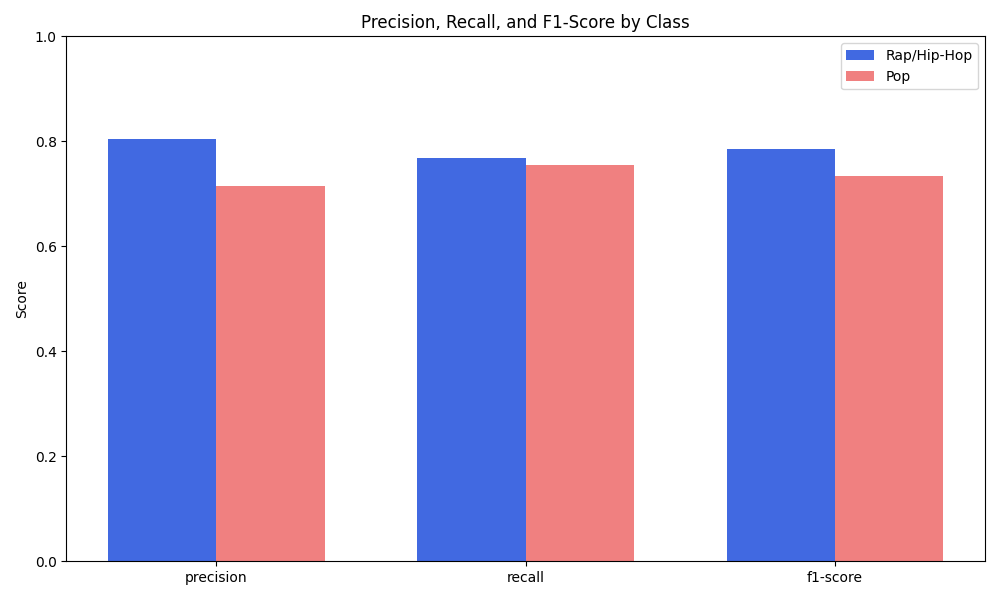 Precision, Recall, and F1-Score by Class
Rap/Hip-Hop
Pop
Score
1.0
0.8
0.6
0.4
0.2
0.0
precision
recall
f1-score